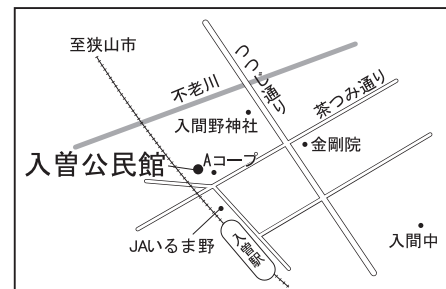 至狭山市
つつじ通り
不老川
茶つみ通り
入間野神社
金剛院
入曽公民館
Aコープ
JAいるま野
入曽駅
入間中